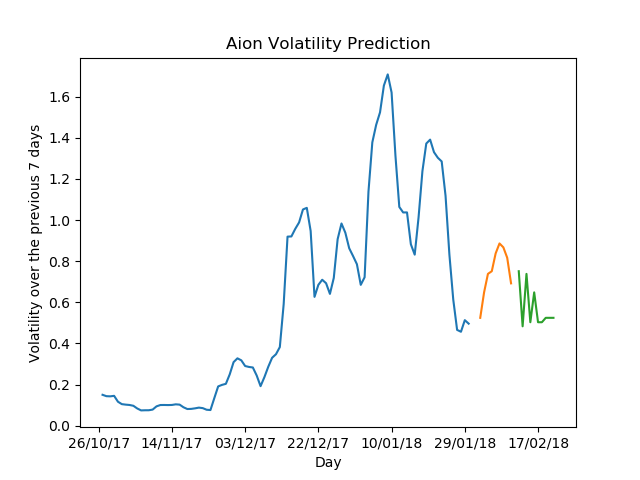 Aion Volatility Prediction
Volatility over the previous 7 days
1.6
1.4
1.2
1.0
0.8
0.6
0.4
0.2
0.0
26/10/17 14/11/17 03/12/17 22/12/17 10/01/18 29/01/18 17/02/18
Day